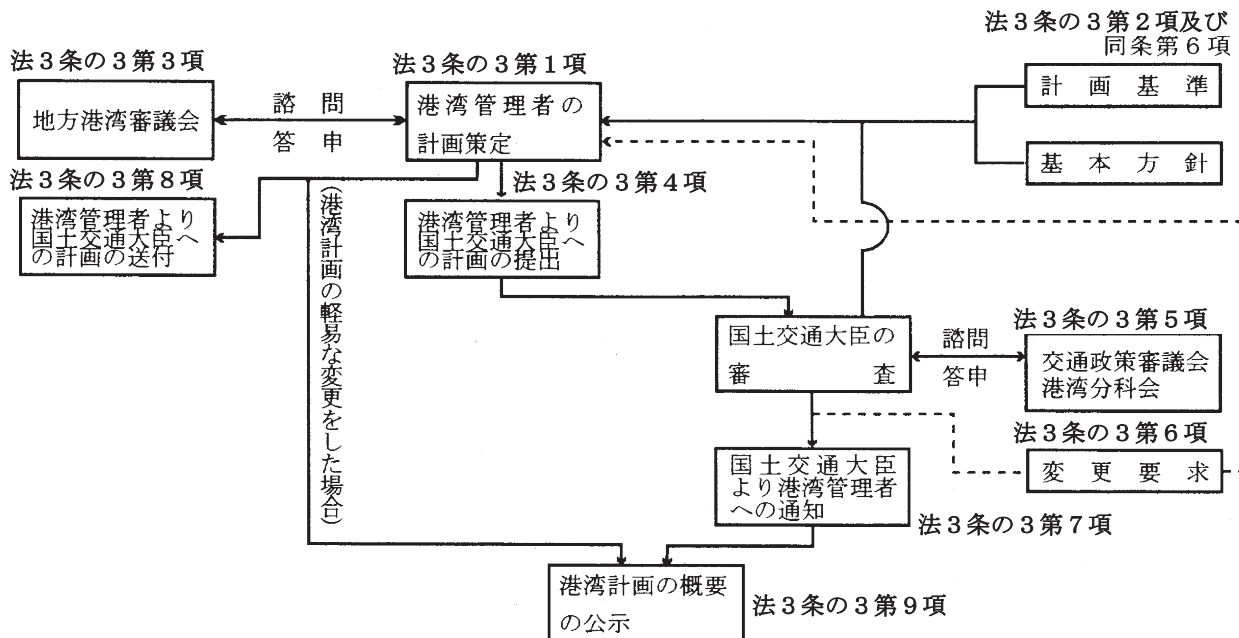 法3条の3第2項及び
同条第6項
計画基準
基本方針
法3条の3第3項
地方港湾審議会
諮問
答申
法3条の3第1項
港湾管理者の
計画策定
法3条の3第8項
港湾管理者より
国土交通大臣へ
の計画の送付
(港湾計画の軽易な変更をした場合)
法3条の3第4項
港湾管理者より
国土交通大臣へ
の計画の提出
国土交通大臣の
審査
諮問
答申
法3条の3第5項
交通政策審議会
港湾分科会
法3条の3第6項
変更要求
国土交通大臣
より港湾管理者
への通知
法3条の3第7項
港湾計画の概要
の公示
法3条の3第9項